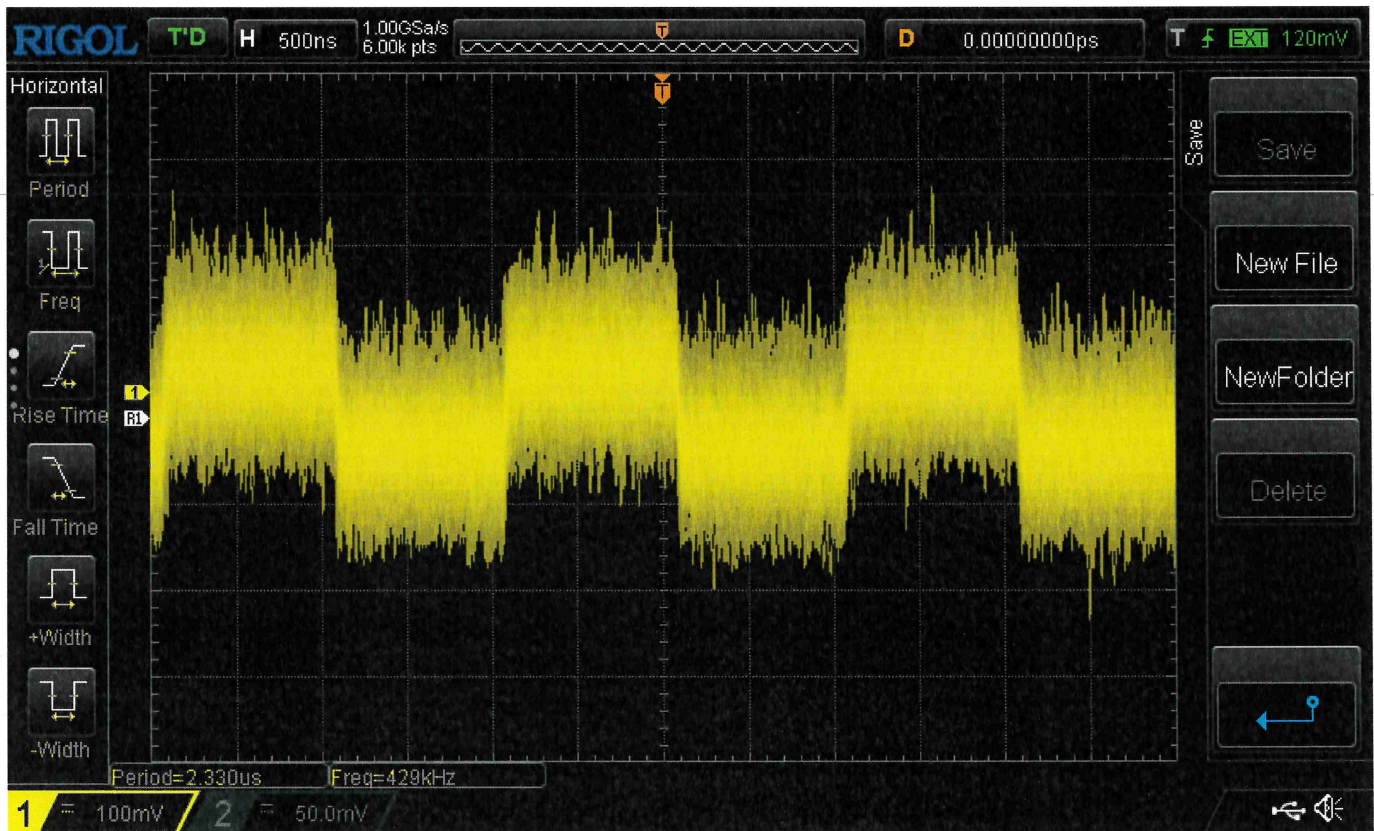 RIGOL T'D H 500ns 1.00GSa/s 6.00k pts D 0.00000000ps T EXT 120mV
Horizontal
Period
Freq
Rise Time
Fall Time
+Width
-Width
T
T
1
R1
Save
Save
New File
NewFolder
Delete
Period=2.330us Freq=429kHz
1 100mV 2 50.0mV